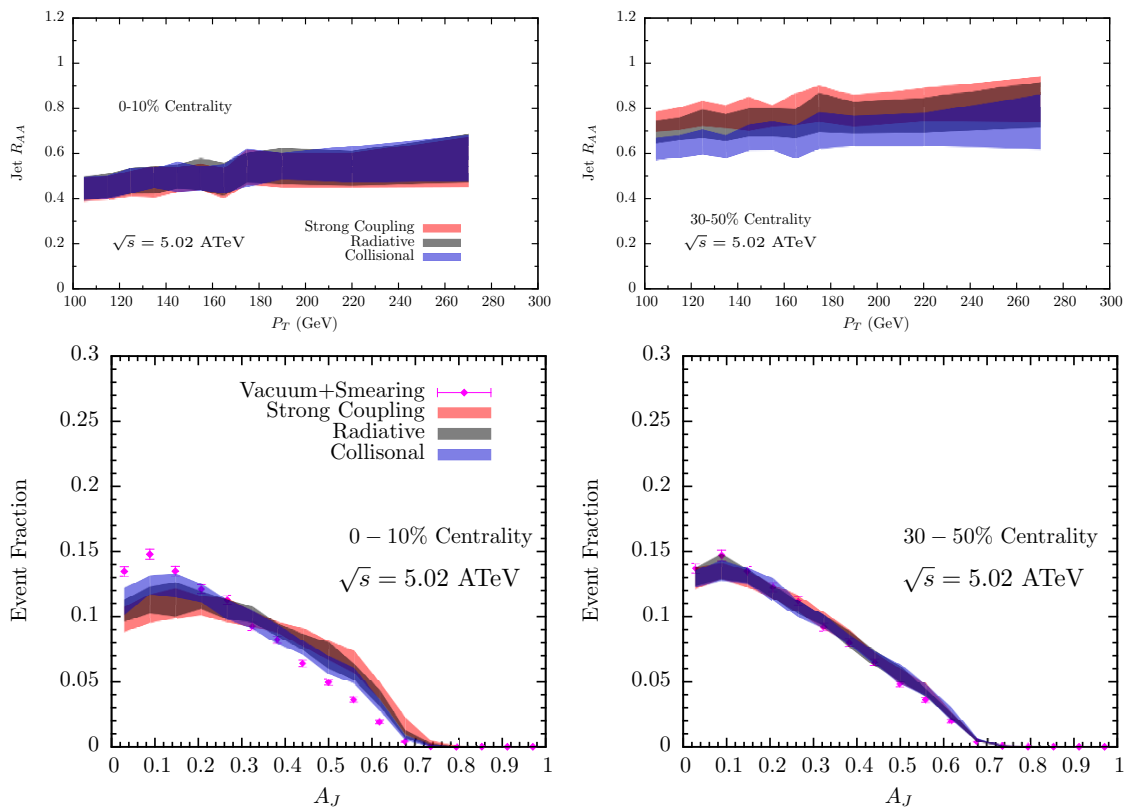 1.2
1
0.8
0.6
0.4
0.2
0
Jet R_AA
0-10% Centrality
√s = 5.02 ATeV
Strong Coupling
Radiative
Collisional
100 120 140 160 180 200 220 240 260 280 300
P_T (GeV)
1.2
1
0.8
0.6
0.4
0.2
0
Jet R_AA
30-50% Centrality
√s = 5.02 ATeV
100 120 140 160 180 200 220 240 260 280 300
P_T (GeV)
0.3
0.25
0.2
0.15
0.1
0.05
0
Event Fraction
Vacuum+Smearing
Strong Coupling
Radiative
Collisonal
0 − 10% Centrality
√s = 5.02 ATeV
0 0.1 0.2 0.3 0.4 0.5 0.6 0.7 0.8 0.9 1
A_J
0.3
0.25
0.2
0.15
0.1
0.05
0
Event Fraction
30 − 50% Centrality
√s = 5.02 ATeV
0 0.1 0.2 0.3 0.4 0.5 0.6 0.7 0.8 0.9 1
A_J